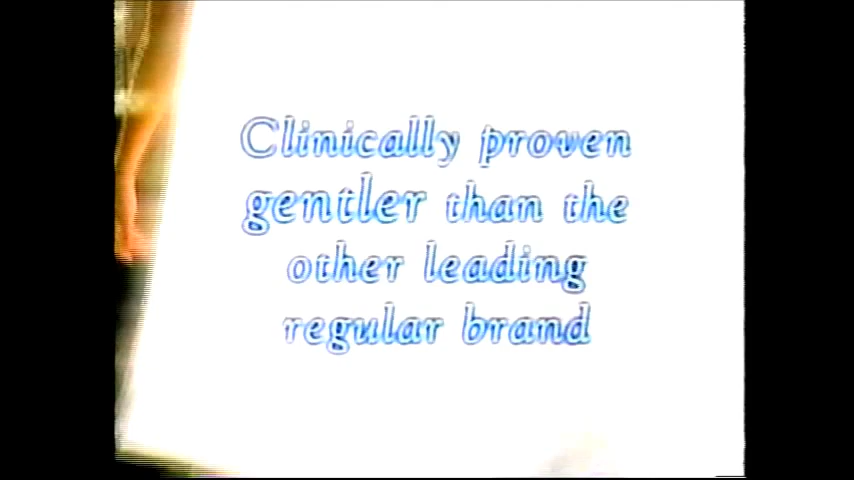 Clinically proven
gentler than the
other leading
regular brand